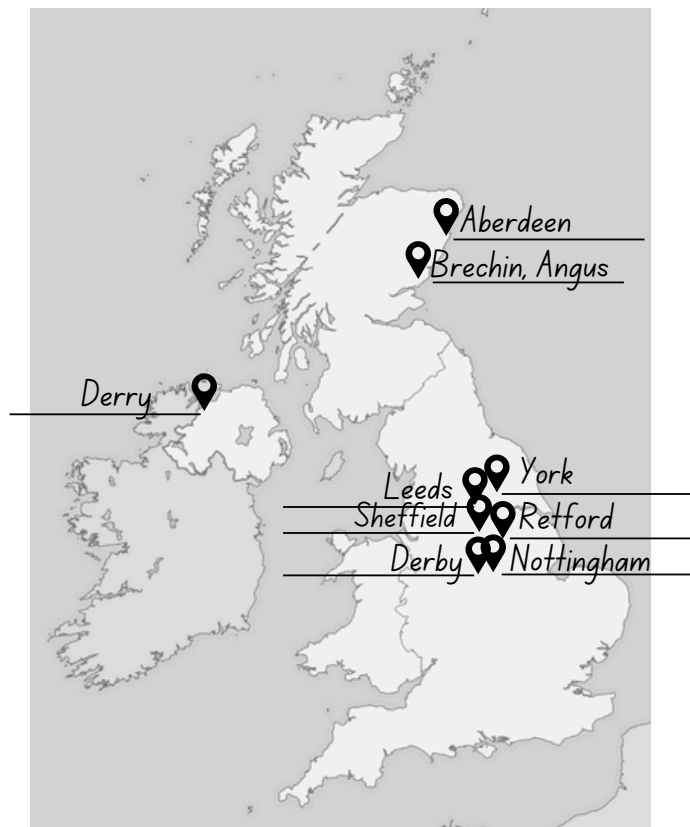 Aberdeen
Brechin, Angus
Derry
York
Leeds
Sheffield
Retford
Derby
Nottingham